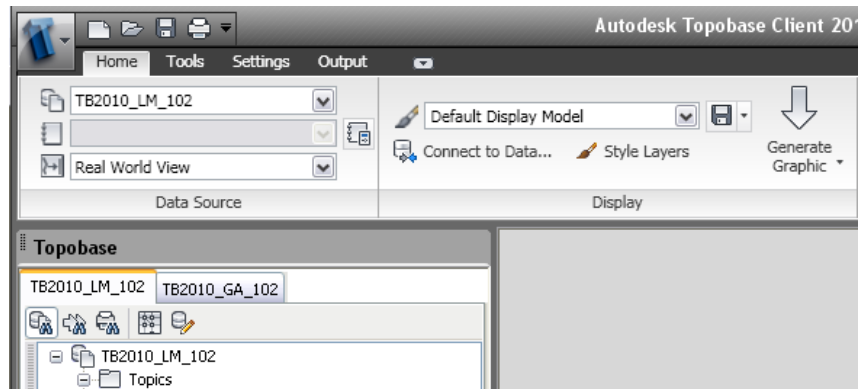 Autodesk Topobase Client 201
Home Tools Settings Output
TB2010_LM_102
Real World View
Data Source
Default Display Model
Connect to Data... Style Layers
Generate
Graphic
Display
Topobase
TB2010_LM_102 TB2010_GA_102
TB2010_LM_102
Topics